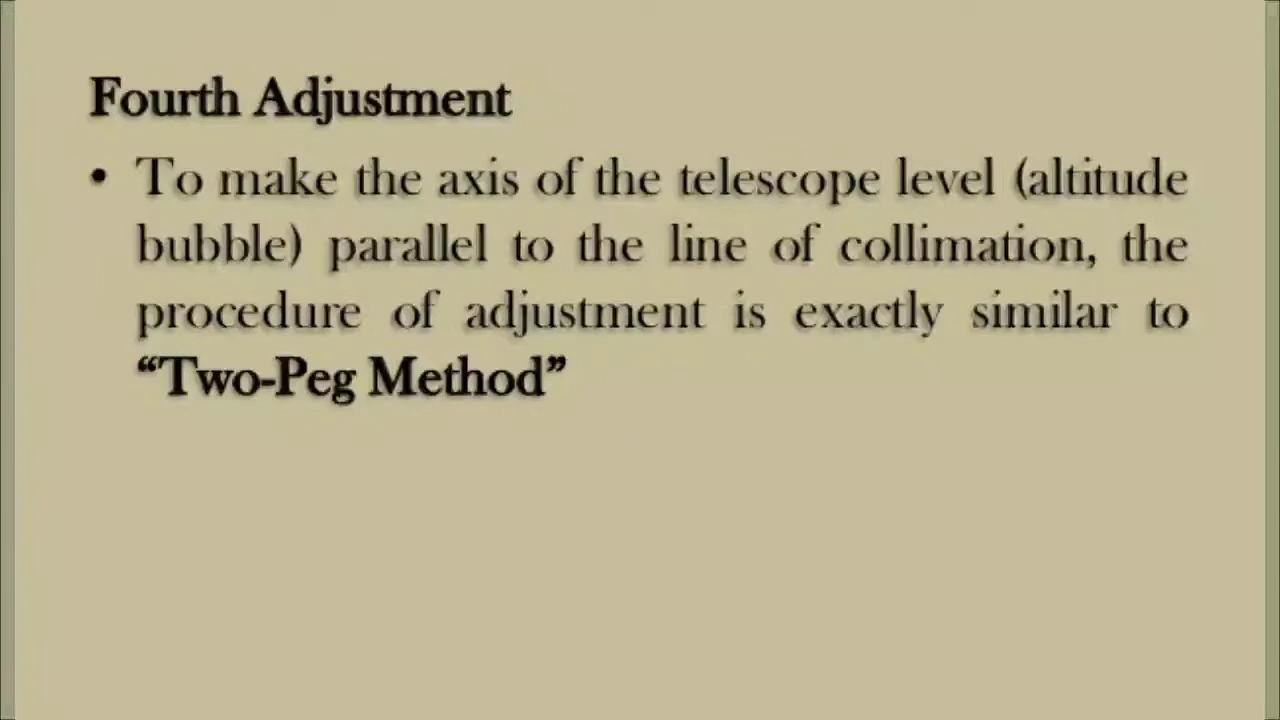 Fourth Adjustment
• To make the axis of the telescope level (altitude
bubble) parallel to the line of collimation, the
procedure of adjustment is exactly similar to
“Two-Peg Method”